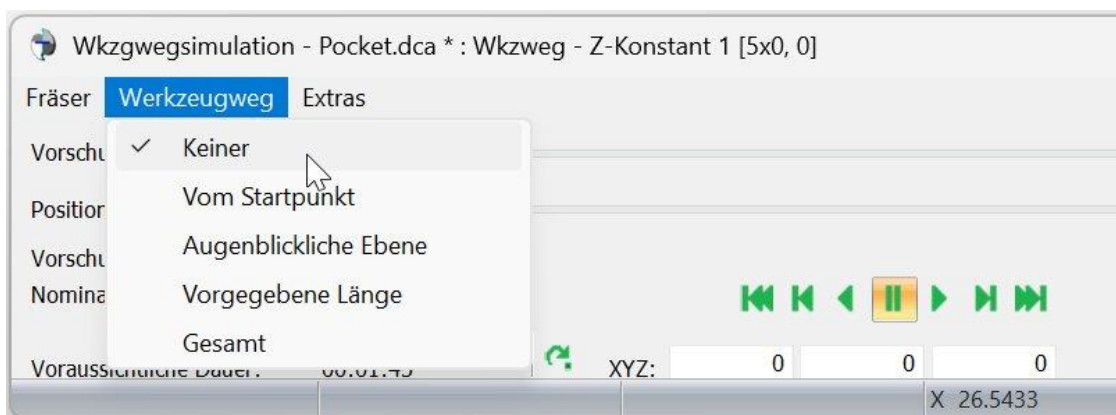 Wkzgwegsimulation - Pocket.dca * : Wkzweg - Z-Konstant 1 [5x0, 0]
Fräser Werkzeugweg Extras
Keiner
Vom Startpunkt
Augenblickliche Ebene
Vorgegebene Länge
Gesamt
XYZ: 0 0 0
X 26.5433